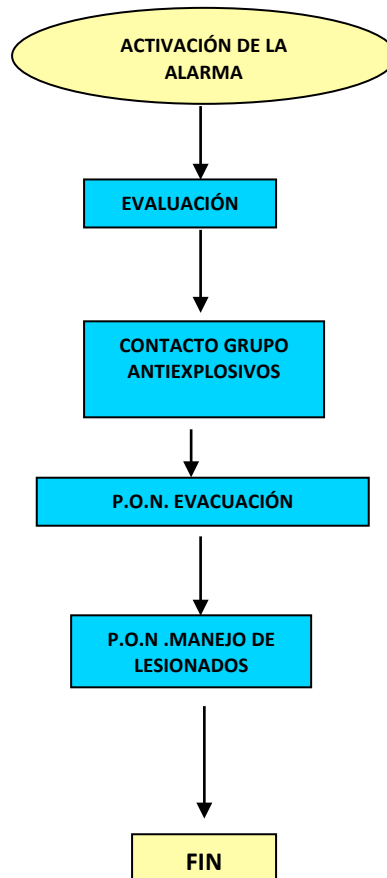 ACTIVACIÓN DE LA
ALARMA
EVALUACIÓN
CONTACTO GRUPO
ANTIEXPLOSIVOS
P.O.N. EVACUACIÓN
P.O.N .MANEJO DE
LESIONADOS
FIN